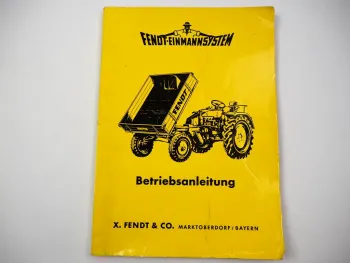 FENDT-EINMANNSYSTEM
FENDT
Betriebsanleitung
X. FENDT & CO. MARKTOBERDORF/BAYERN